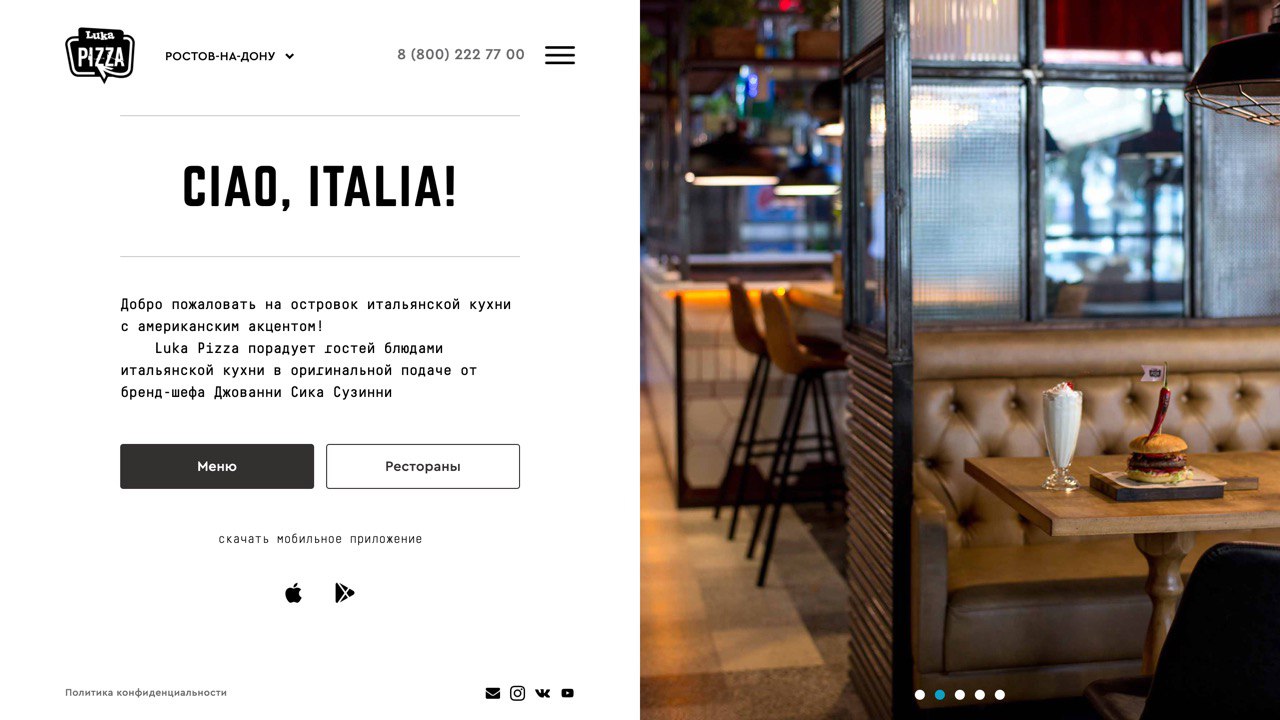 Luka
PIZZA
РОСТОВ-НА-ДОНУ
8 (800) 222 77 00
CIAO, ITALIA!
Добро пожаловать на островок итальянской кухни
с американским акцентом!
Luka Pizza порадует гостей блюдами
итальянской кухни в оригинальной подаче от
бренд-шефа Джованни Сика Сузинни
Меню
Рестораны
скачать мобильное приложение
Политика конфиденциальности